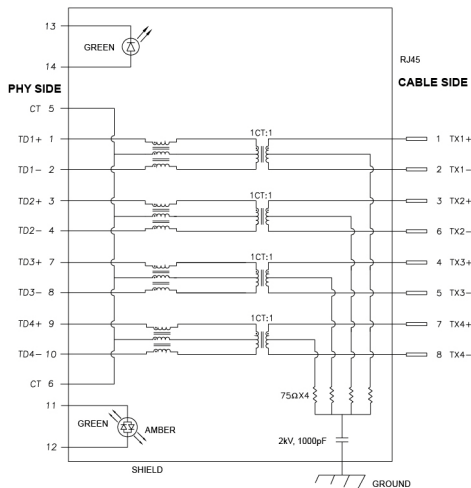 13
GREEN
14
RJ45
PHY SIDE
CABLE SIDE
CT 5
1CT:1
TD1+ 1
1 TX1+
TD1- 2
2 TX1-
1CT:1
TD2+ 3
3 TX2+
TD2- 4
6 TX2-
1CT:1
TD3+ 7
4 TX3+
TD3- 8
5 TX3-
1CT:1
TD4+ 9
7 TX4+
TD4- 10
8 TX4-
CT 6
75ΩX4
11
GREEN
AMBER
12
2kV, 1000pF
SHIELD
GROUND